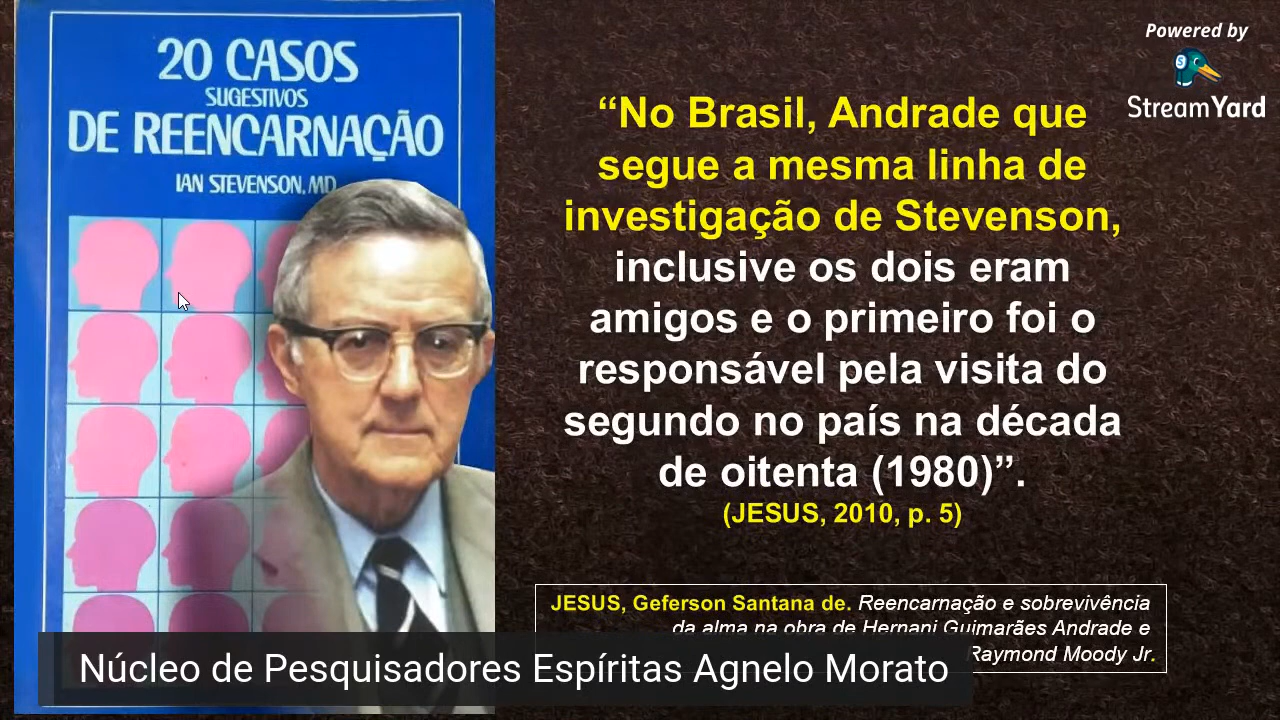 20 CASOS
SUGESTIVOS
DE REENCARNAÇÃO
IAN STEVENSON, MD
Powered by
StreamYard
“No Brasil, Andrade que
segue a mesma linha de
investigação de Stevenson,
inclusive os dois eram
amigos e o primeiro foi o
responsável pela visita do
segundo no país na década
de oitenta (1980)”.
(JESUS, 2010, p. 5)
JESUS, Geferson Santana de. Reencarnação e sobrevivência
da alma na obra de Hernani Guimarães Andrade e
Raymond Moody Jr.
Núcleo de Pesquisadores Espíritas Agnelo Morato